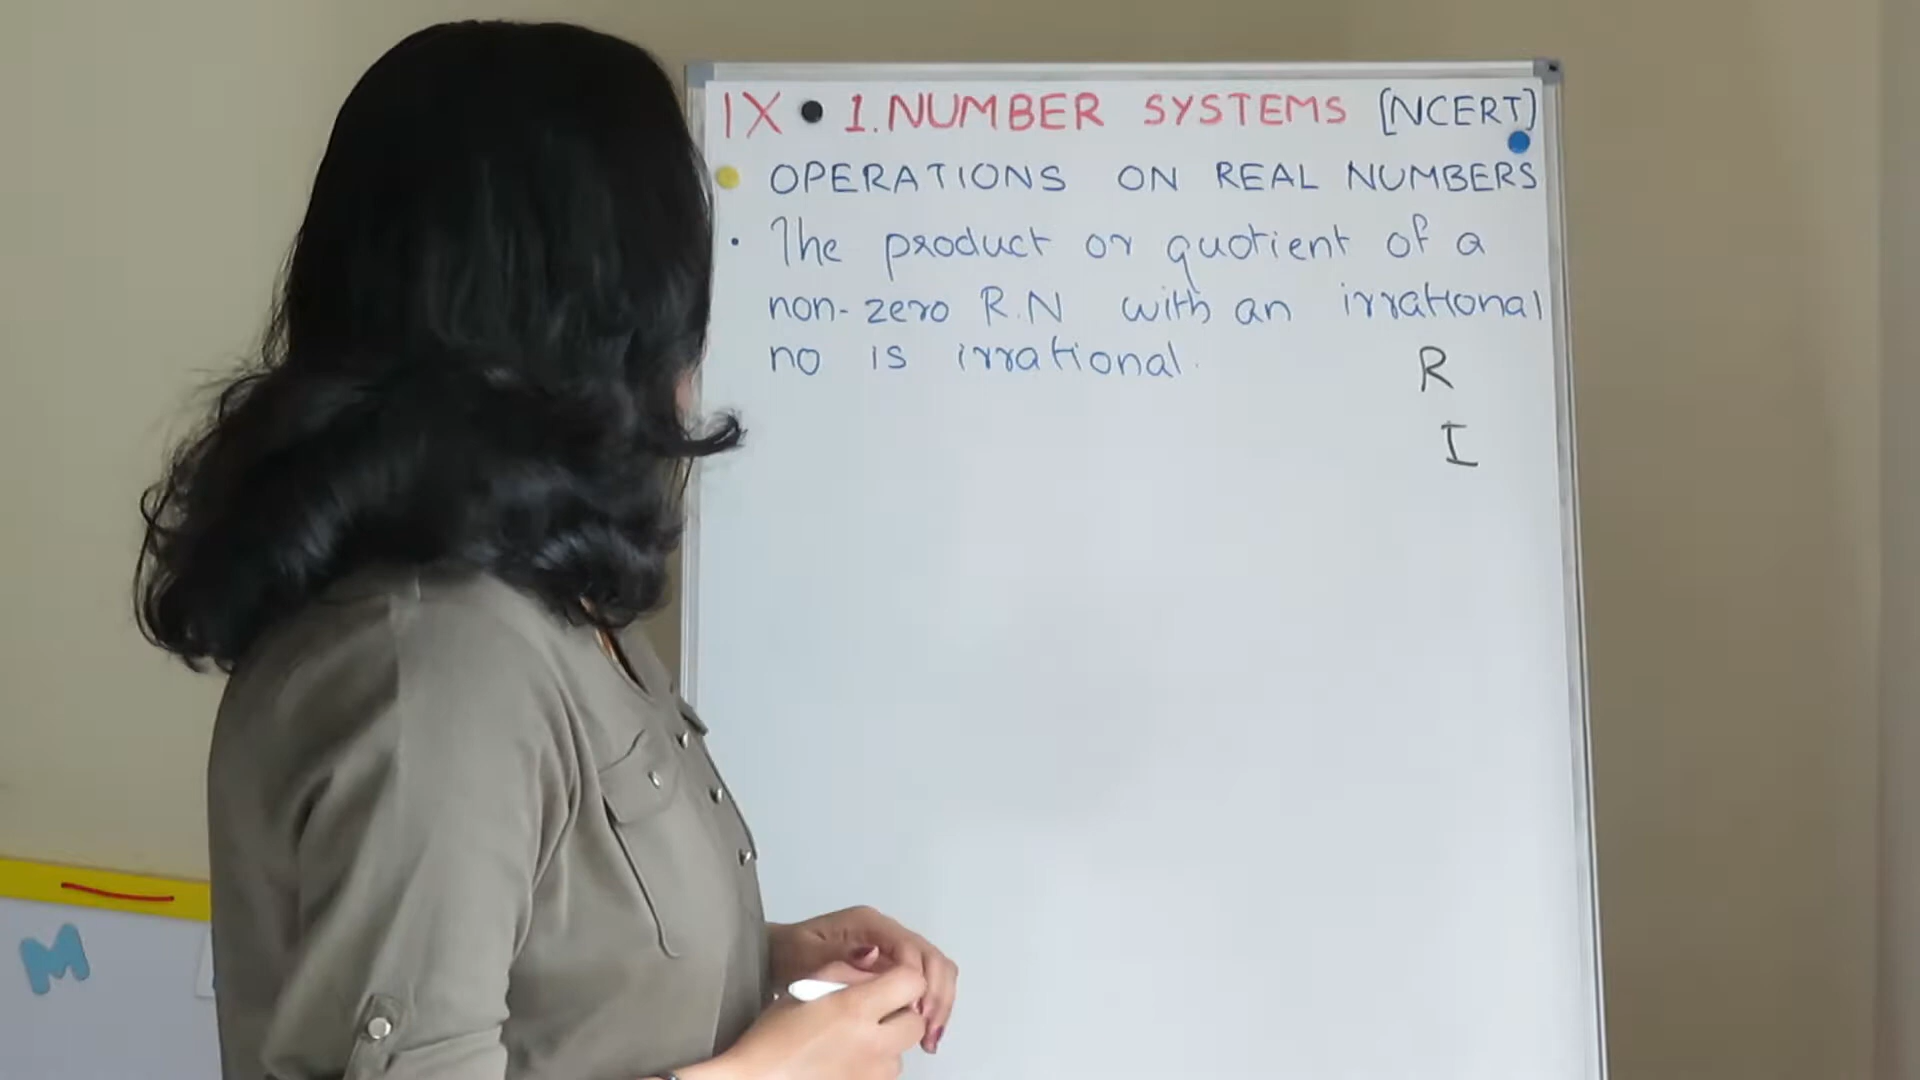 IX • 1. NUMBER SYSTEMS [NCERT]
OPERATIONS ON REAL NUMBERS
• The product or quotient of a
non-zero R.N with an irrational
no is irrational.
R
I
M